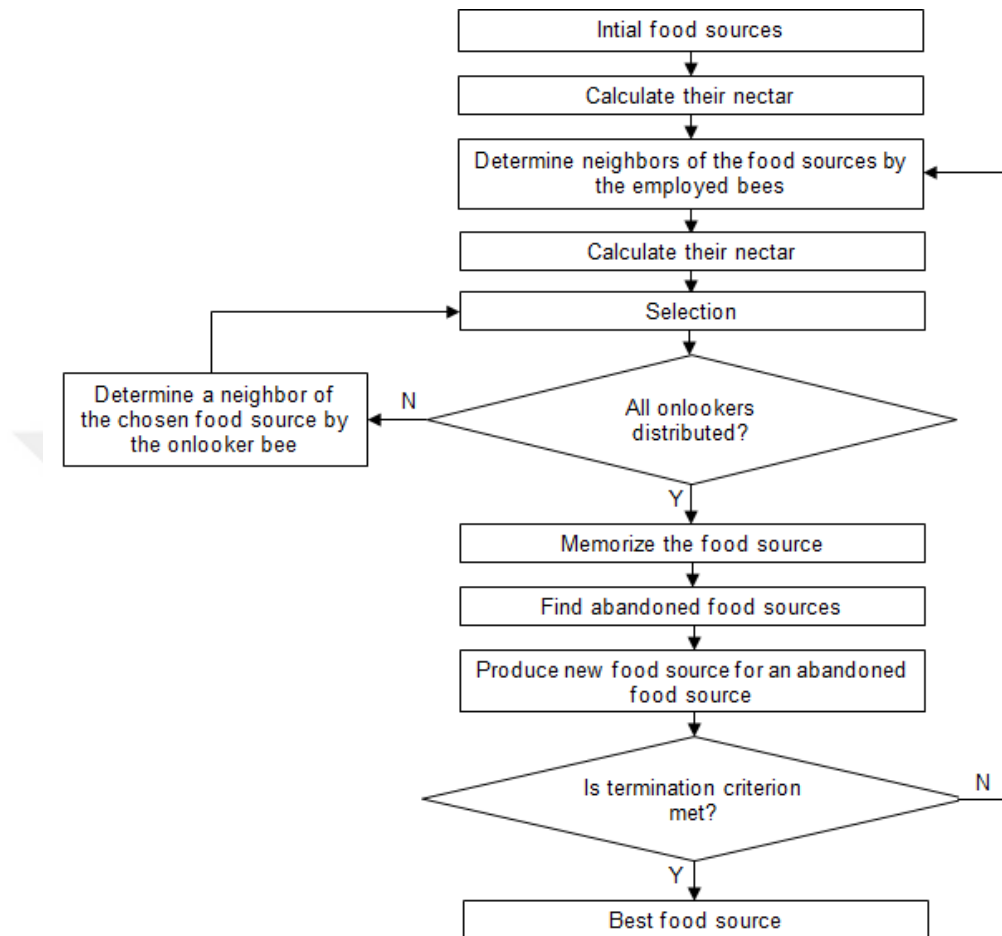 Intial food sources
Calculate their nectar
Determine neighbors of the food sources by
the employed bees
Calculate their nectar
Selection
Determine a neighbor of
the chosen food source by
the onlooker bee
N
All onlookers
distributed?
Y
Memorize the food source
Find abandoned food sources
Produce new food source for an abandoned
food source
Is termination criterion
met?
N
Y
Best food source